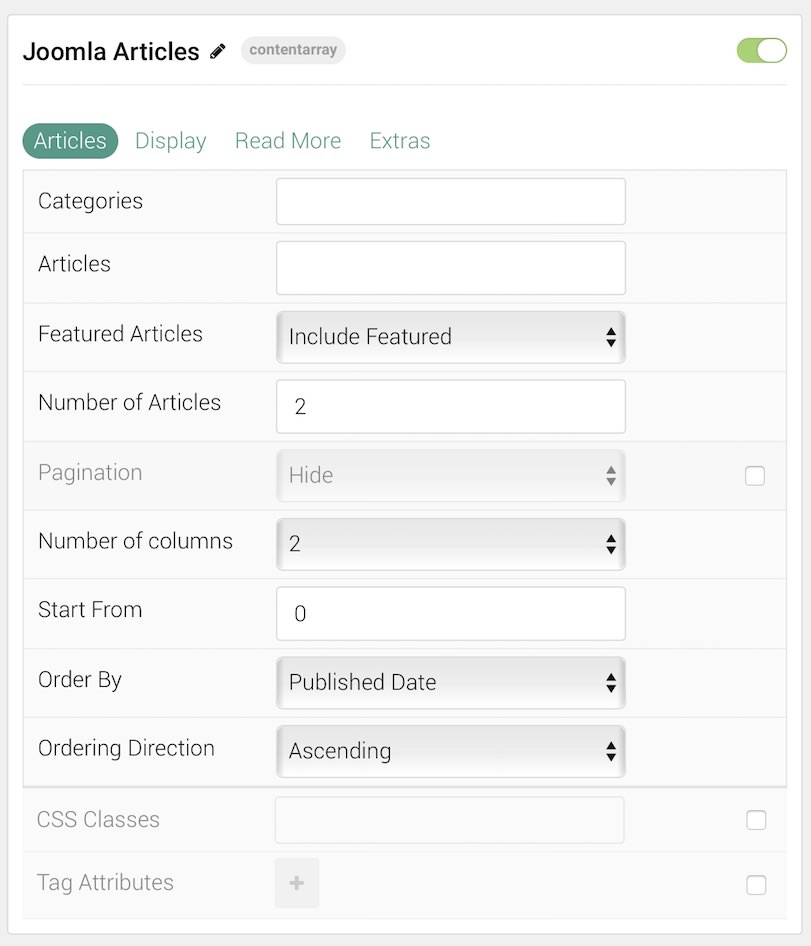 Joomla Articles contentarray
Articles Display Read More Extras
Categories
Articles
Featured Articles Include Featured
Number of Articles 2
Pagination Hide
Number of columns 2
Start From 0
Order By Published Date
Ordering Direction Ascending
CSS Classes
Tag Attributes +